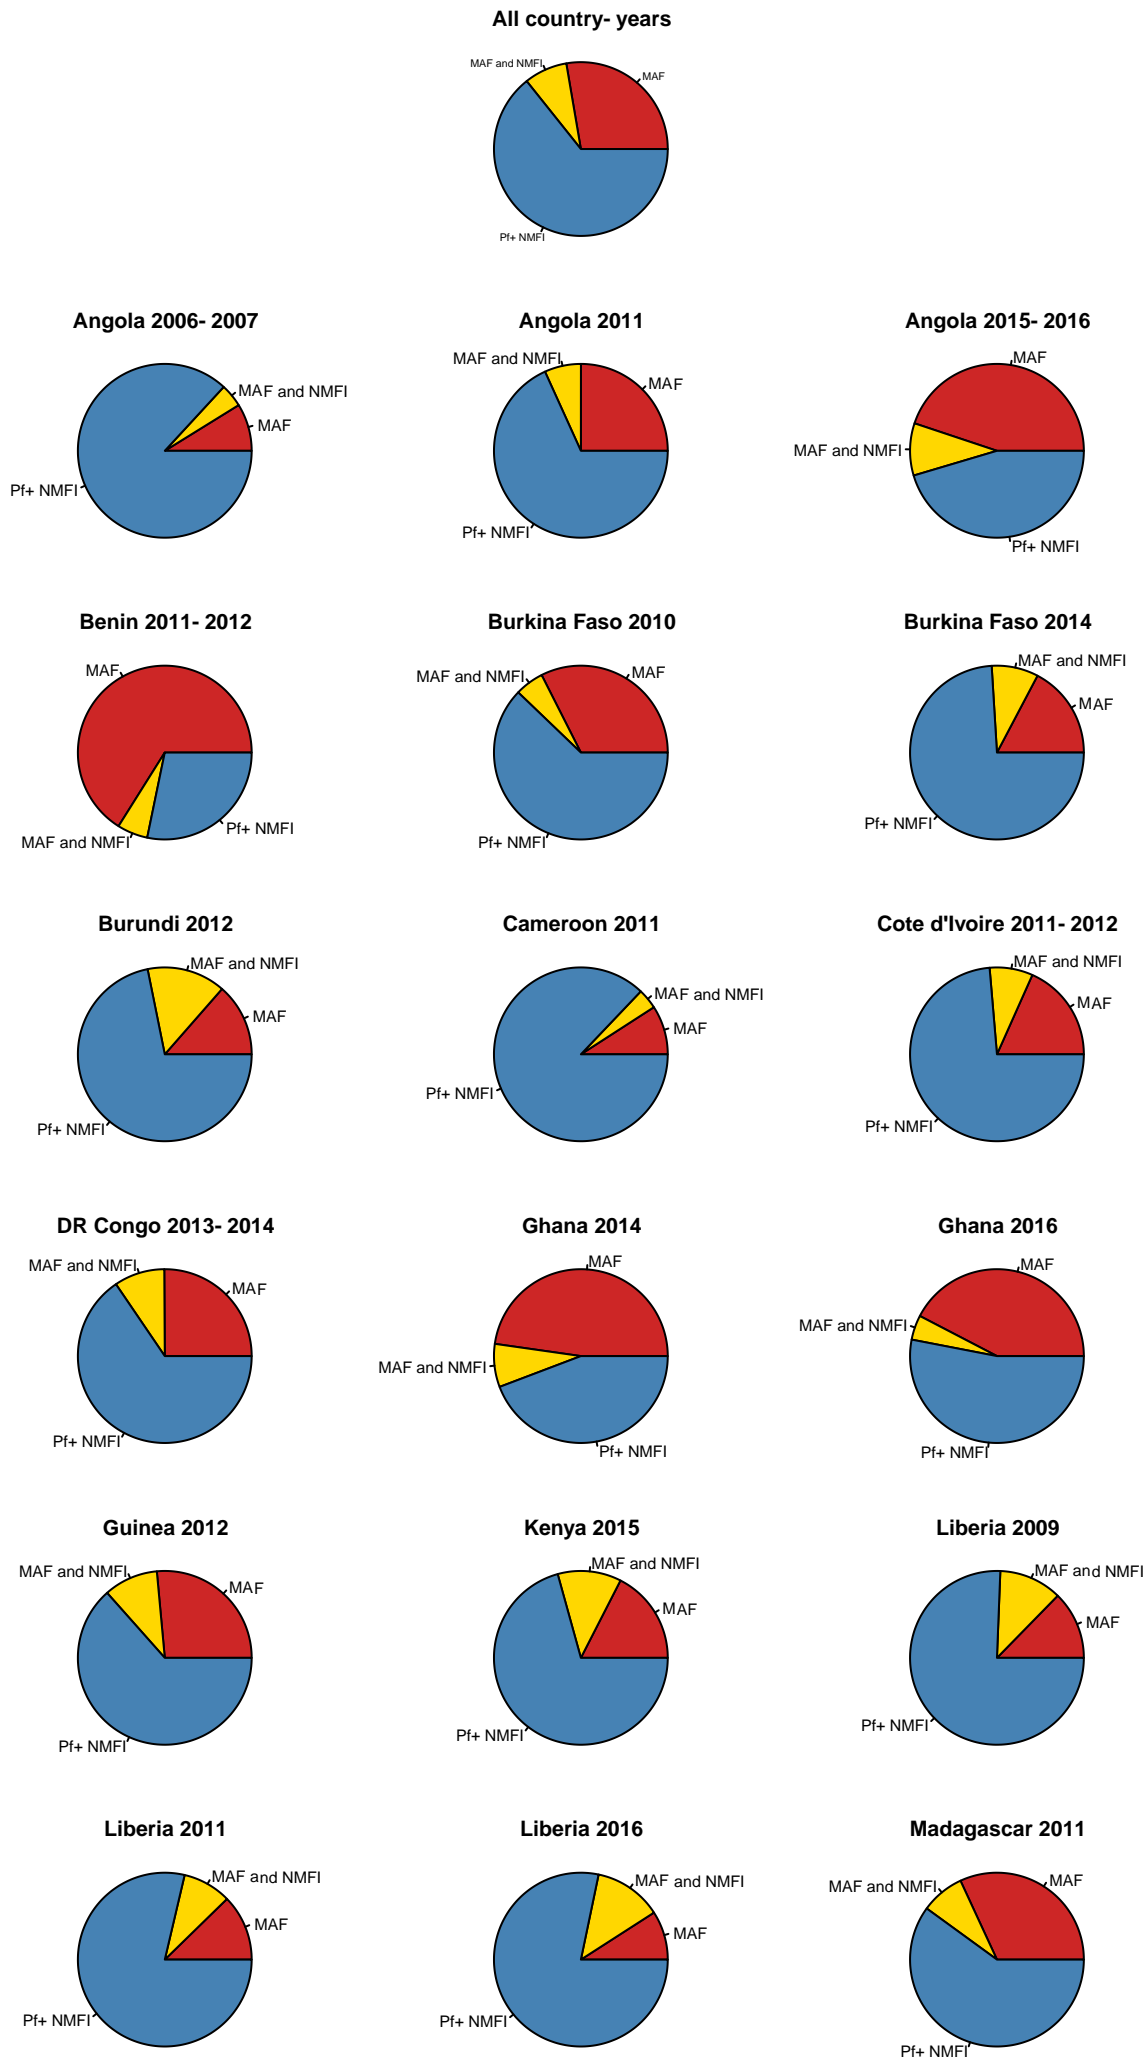 All country- years
MAF and NMFI
MAF
Pf+ NMFI
Angola 2006- 2007
MAF and NMFI
MAF
Pf+ NMFI
Angola 2011
MAF and NMFI
MAF
Pf+ NMFI
Angola 2015- 2016
MAF
MAF and NMFI
Pf+ NMFI
Benin 2011- 2012
MAF
MAF and NMFI
Pf+ NMFI
Burkina Faso 2010
MAF and NMFI
MAF
Pf+ NMFI
Burkina Faso 2014
MAF and NMFI
MAF
Pf+ NMFI
Burundi 2012
MAF and NMFI
MAF
Pf+ NMFI
Cameroon 2011
MAF and NMFI
MAF
Pf+ NMFI
Cote d'Ivoire 2011- 2012
MAF and NMFI
MAF
Pf+ NMFI
DR Congo 2013- 2014
MAF and NMFI
MAF
Pf+ NMFI
Ghana 2014
MAF
MAF and NMFI
Pf+ NMFI
Ghana 2016
MAF
MAF and NMFI
Pf+ NMFI
Guinea 2012
MAF and NMFI
MAF
Pf+ NMFI
Kenya 2015
MAF and NMFI
MAF
Pf+ NMFI
Liberia 2009
MAF and NMFI
MAF
Pf+ NMFI
Liberia 2011
MAF and NMFI
MAF
Pf+ NMFI
Liberia 2016
MAF and NMFI
MAF
Pf+ NMFI
Madagascar 2011
MAF and NMFI
MAF
Pf+ NMFI